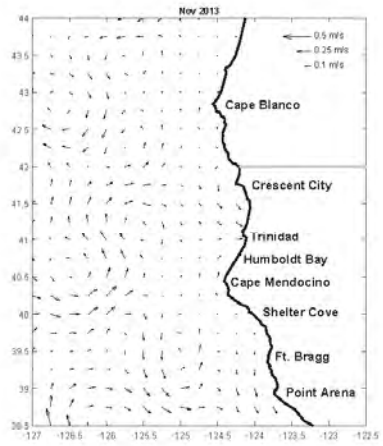 Nov 2013
44
0.5 m/s
0.25 m/s
43.5
0.1 m/s
43
Cape Blanco
42.5
42
Crescent City
41.5
Trinidad
41
Humboldt Bay
40.5
Cape Mendocino
Shelter Cove
40
39.5
Ft. Bragg
39
Point Arena
38.5
-127 -126.5 -126 -125.5 -125 -124.5 -124 -123.5 -123 -122.5